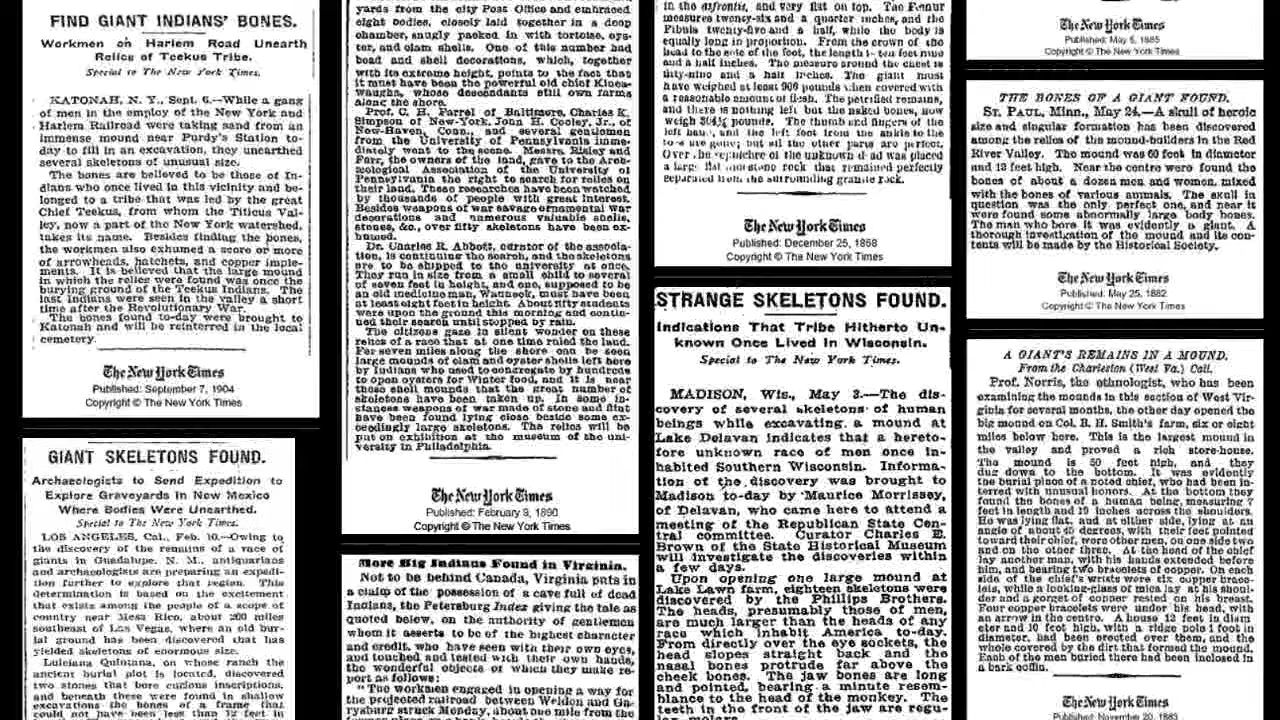 FIND GIANT INDIANS' BONES.
Workmen on Harlem Road Unearth
Relics of Teekus Tribe.
Special to The New York Times.
KATONAH, N. Y., Sept. 6.—While a gang
of men in the employ of the New York and
Harlem Railroad were taking sand from an
immense mound near Purdy's Station to-
day to fill in an excavation, they unearthed
several skeletons of unusual size.
The bones are believed to be those of In-
dians who once lived in this vicinity and be-
longed to a tribe that was led by the great
Chief Teekus, from whom the Titicus Val-
ley, now a part of the New York watershed,
takes its name. Besides finding the bones,
the workmen also exhumed a score or more
of arrowheads, hatchets, and copper imple-
ments. It is believed that the large mound
in which the relics were found was once the
burying ground of the Teekus Indians. The
last Indians were seen in the valley a short
time after the Revolutionary War.
The bones found to-day were brought to
Katonah and will be reinterred in the local
cemetery.
The New York Times
Published: September 7, 1904
Copyright © The New York Times
GIANT SKELETONS FOUND.
Archaeologists to Send Expedition to
Explore Graveyards in New Mexico
Where Bodies Were Unearthed.
Special to The New York Times.
LOS ANGELES, Cal., Feb. 10.—Owing to
the discovery of the remains of a race of
giants in Guadalupe, N. M., antiquarians
and archaeologists are preparing an expedi-
tion further to explore that region. This
determination is based on the excitement
that exists among the people of a scope of
country near Mesa Rico, about 200 miles
southeast of Las Vegas, where an old bur-
ial ground has been discovered that has
yielded skeletons of enormous size.
Luiciana Quintana, on whose ranch the
ancient burial plot is located, discovered
two stones that bore curious inscriptions,
and beneath these were found in shallow
excavations the bones of a frame that
could not have been less than 12 feet in
yards from the city Post Office and embraced
eight bodies, closely laid together in a deep
chamber, snugly packed in with tortoise, oys-
ter, and clam shells. One of this number had
bead and shell decorations, which, together
with its extreme height, points to the fact that
it must have been the powerful old chief
whose descendants still own farms
along the shore.
Prof. C. H. Farrel of Baltimore, Charles K.
Simpson of New-York, John H. Cooley, Jr., of
New-Haven, Conn., and several gentlemen
from the University of Pennsylvania imme-
diately went to the scene. Messrs. Risley and
Farr, the owners of the land, gave to the Arch-
æological Association of the University of
Pennsylvania the right to search for relics on
their land. These researches have been watched
by thousands of people with great interest.
Besides weapons of war savage ornamental war
decorations and numerous valuable shells,
stones, &c., over fifty skeletons have been ex-
humed.
Dr. Charles R. Abbott, curator of the associa-
tion, is continuing the search, and the skeletons
are to be shipped to the university at once.
They run in size from a small child to several
of seven feet in height, and one, supposed to be
an old medicine man, must have been
at least eight feet in height. About fifty students
were upon the ground this morning and contin-
ued their search until stopped by rain.
The citizens gaze in silent wonder on these
relics of a race that at one time ruled the land.
For seven miles along the shore can be seen
large mounds of clam and oyster shells left here
by Indians who used to congregate by hundreds
to open oysters for Winter food, and it is near
these shell mounds that the great number of
skeletons have been taken up. In some in-
stances weapons of war made of stone and flint
have been found lying close beside some ex-
ceedingly large skeletons. The relics will be
put on exhibition at the museum of the uni-
versity in Philadelphia.
The New York Times
Published: February 9, 1890
Copyright © The New York Times
More Big Indians Found in Virginia.
Not to be behind Canada, Virginia puts in
a claim of the possession of a cave full of dead
Indians, the Petersburg Index giving the tale as
quoted below, on the authority of gentlemen
whom it asserts to be of the highest character
and credit, who have seen with their own eyes,
and touched and tested with their own hands,
the wonderful objects of which they make re-
port as follows:
"The workmen engaged in opening a way for
the projected railroad between Weldon and Ga-
rysburg struck Monday, about one mile from the
in the asfrontis, and very flat on top. The Femur
measures twenty-six and a quarter inches, and the
Fibula twenty-five and a half, while the body is
equally long in proportion. From the crown of the
head to the sole of the foot, the length is ten feet nine
and a half inches. The measure around the chest is
fifty-nine and a half inches. The giant must
have weighed at least 900 pounds when covered with
a reasonable amount of flesh. The petrified remains,
and there is nothing left but the naked bones, now
weigh 304¼ pounds. The thumb and fingers of the
left hand, and the left foot from the ankle to the
toes are gone; but all the other parts are perfect.
Over the sepulchre of the unknown dead was placed
a large flat limestone rock that remained perfectly
separated from the surrounding granite rock.
The New York Times
Published: December 25, 1868
Copyright © The New York Times
STRANGE SKELETONS FOUND.
Indications That Tribe Hitherto Un-
known Once Lived in Wisconsin.
Special to The New York Times.
MADISON, Wis., May 3.—The dis-
covery of several skeletons of human
beings while excavating a mound at
Lake Delavan indicates that a hereto-
fore unknown race of men once in-
habited Southern Wisconsin. Informa-
tion of the discovery was brought to
Madison to-day by Maurice Morrissey,
of Delavan, who came here to attend a
meeting of the Republican State Cen-
tral committee. Curator Charles E.
Brown of the State Historical Museum
will investigate the discoveries within
a few days.
Upon opening one large mound at
Lake Lawn farm, eighteen skeletons were
discovered by the Phillips Brothers.
The heads, presumably those of men,
are much larger than the heads of any
race which inhabit America to-day.
From directly over the eye sockets, the
head slopes straight back and the
nasal bones protrude far above the
cheek bones. The jaw bones are long
and pointed, bearing a minute resem-
blance to the head of the monkey. The
teeth in the front of the jaw are regu-
lar molars.
The New York Times
Published: May 5, 1885
Copyright © The New York Times
THE BONES OF A GIANT FOUND.
ST. PAUL, Minn., May 24.—A skull of heroic
size and singular formation has been discovered
among the relics of the mound-builders in the Red
River Valley. The mound was 60 feet in diameter
and 12 feet high. Near the centre were found the
bones of about a dozen men and women, mixed
with the bones of various animals. The skull in
question was the only perfect one, and near it
were found some abnormally large body bones.
The man who bore it was evidently a giant. A
thorough investigation of the mound and its con-
tents will be made by the Historical Society.
The New York Times
Published: May 25, 1882
Copyright © The New York Times
A GIANT'S REMAINS IN A MOUND.
From the Charleston (West Va.) Call.
Prof. Norris, the ethnologist, who has been
examining the mounds in this section of West Vir-
ginia for several months, the other day opened the
big mound on Col. B. H. Smith's farm, six or eight
miles below here. This is the largest mound in
the valley and proved a rich store-house.
The mound is 50 feet high, and they
dug down to the bottom. It was evidently
the burial place of a noted chief, who had been in-
terred with unusual honors. At the bottom they
found the bones of a human being, measuring 7
feet in length and 19 inches across the shoulders.
He was lying flat, and at either side, lying at an
angle of about 45 degrees, with their feet pointed
toward their chief, were other men, on one side two
and on the other three. At the head of the chief
lay another man, with his hands extended before
him, and bearing two bracelets of copper. On each
side of the chief's wrists were six copper brace-
lets, while a looking-glass of mica lay at his shoul-
der and a gorget of copper rested on his breast.
Four copper bracelets were under his head, with
an arrow in the centre. A house 12 feet in diam
eter and 10 feet high, with a ridge pole 1 foot in
diameter, had been erected over them, and the
whole covered by the dirt that formed the mound.
Each of the men buried there had been inclosed in
a bark coffin.
The New York Times
Published: November 20, 1883